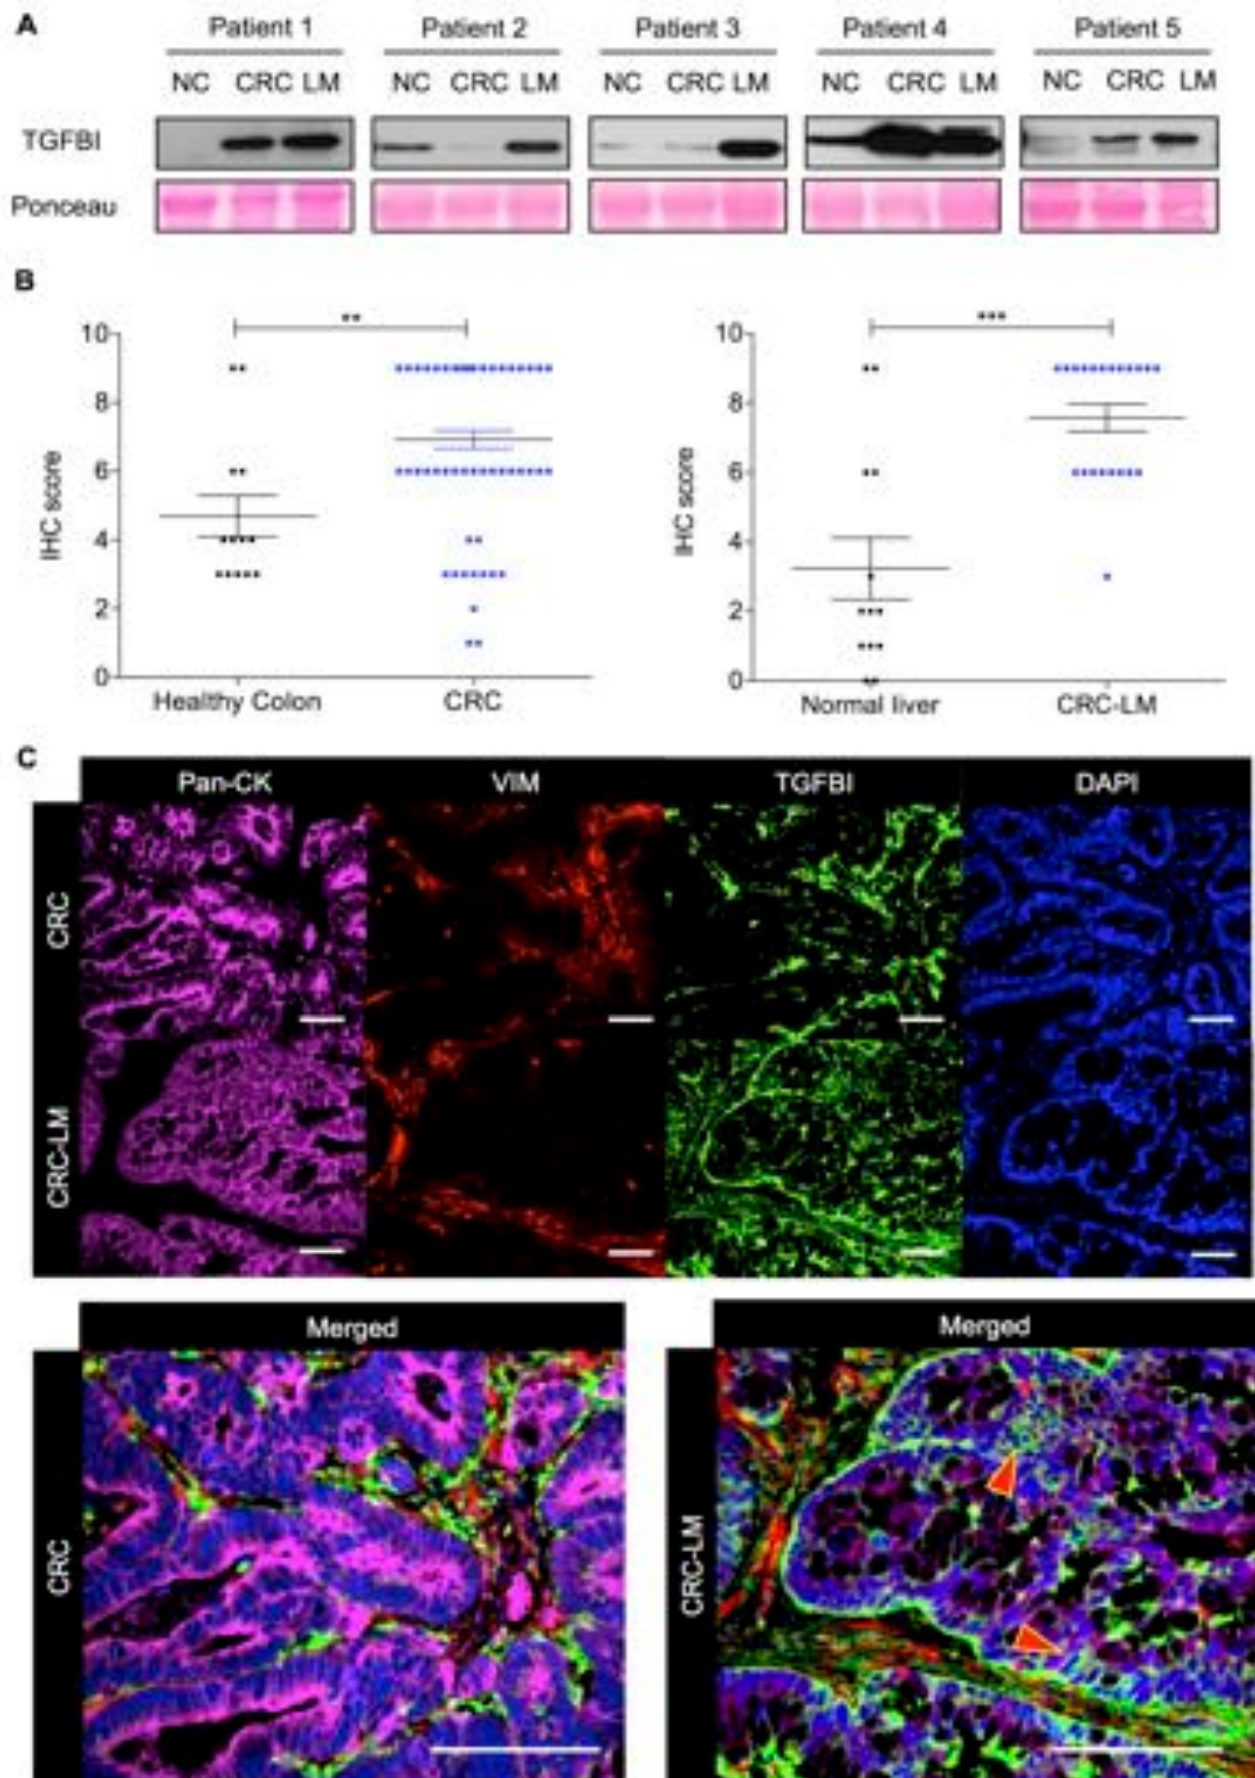 A
Patient 1 Patient 2 Patient 3 Patient 4 Patient 5
NC CRC LM NC CRC LM NC CRC LM NC CRC LM NC CRC LM
TGFBI
Ponceau
B
** ***
10 10
8 8
6 6
4 4
2 2
0 0
IHC score IHC score
Healthy Colon CRC Normal liver CRC-LM
C
Pan-CK VIM TGFBI DAPI
CRC
CRC-LM
Merged Merged
CRC CRC-LM